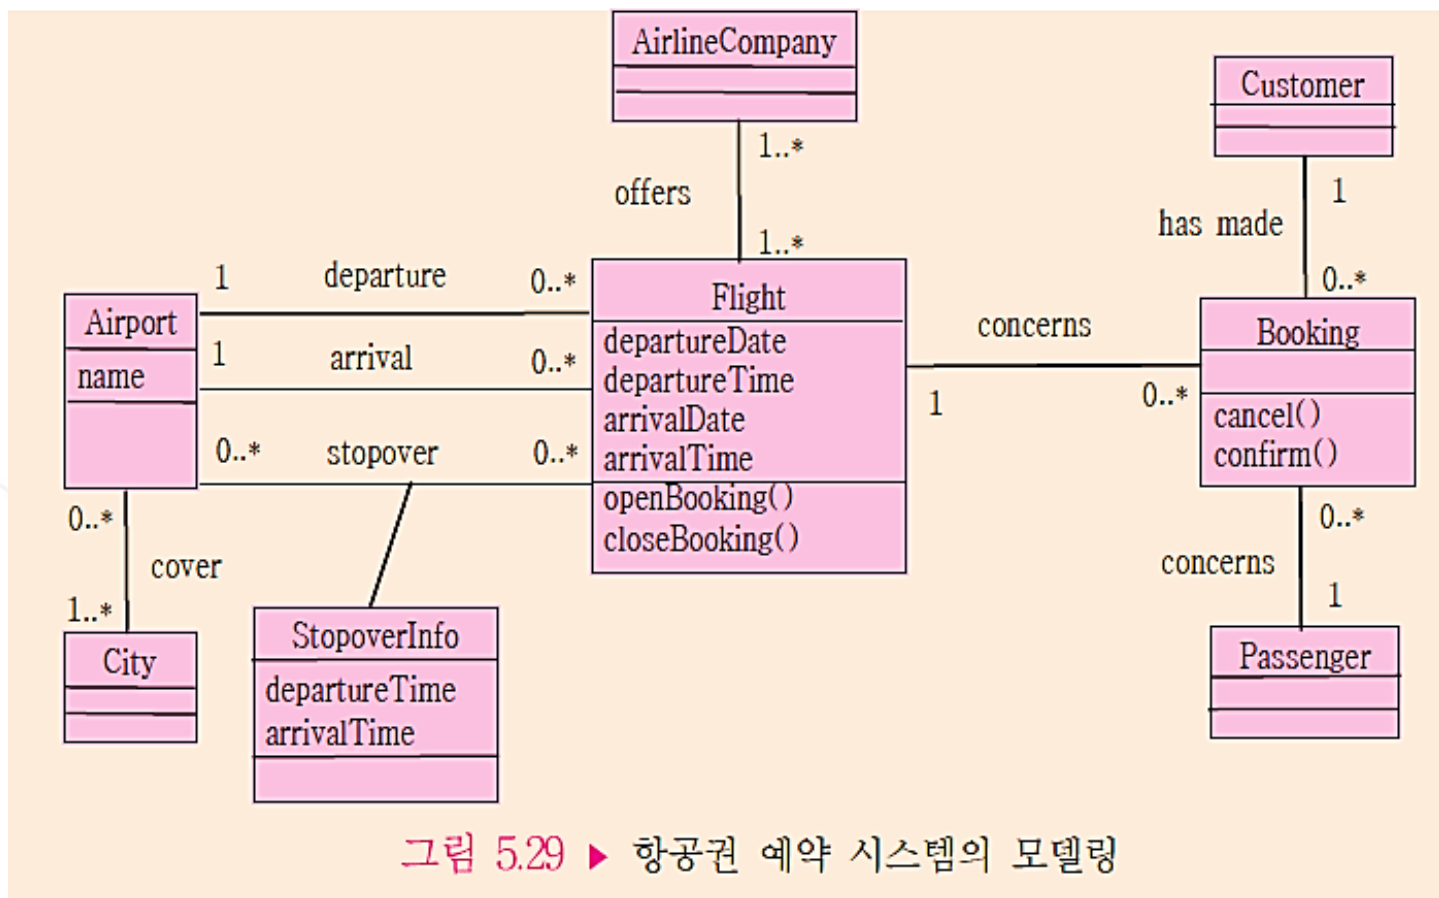 AirlineCompany
Customer
1..*
offers
1..*
1
has made
0..*
1 departure 0..*
Airport
name
1 arrival 0..*
0..* stopover 0..*
Flight
departureDate
departureTime
arrivalDate
arrivalTime
openBooking()
closeBooking()
concerns
1
0..*
Booking
cancel()
confirm()
0..*
cover
1..*
City
StopoverInfo
departureTime
arrivalTime
0..*
concerns
1
Passenger
그림 5.29 ▶ 항공권 예약 시스템의 모델링